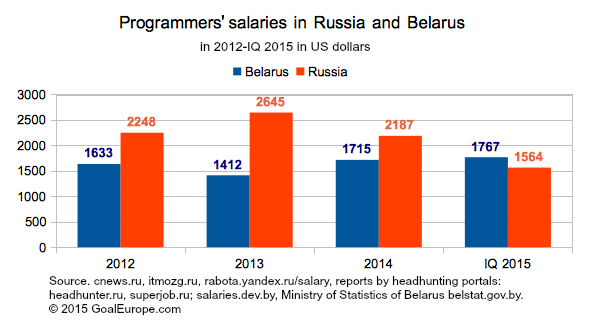 Programmers' salaries in Russia and Belarus
in 2012-IQ 2015 in US dollars
Belarus Russia
3000
2500
2000
1500
1000
500
0
1633 2248 1412 2645 1715 2187 1767 1564
2012 2013 2014 IQ 2015
Source. cnews.ru, itmozg.ru, rabota.yandex.ru/salary, reports by headhunting portals:
headhunter.ru, superjob.ru; salaries.dev.by, Ministry of Statistics of Belarus belstat.gov.by.
© 2015 GoalEurope.com